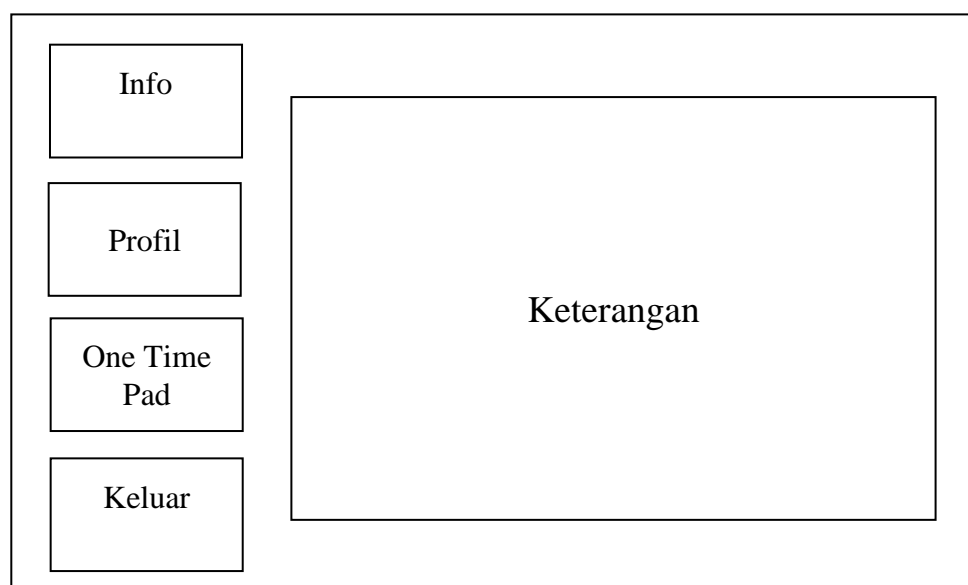 Info
Profil
One Time
Pad
Keluar
Keterangan